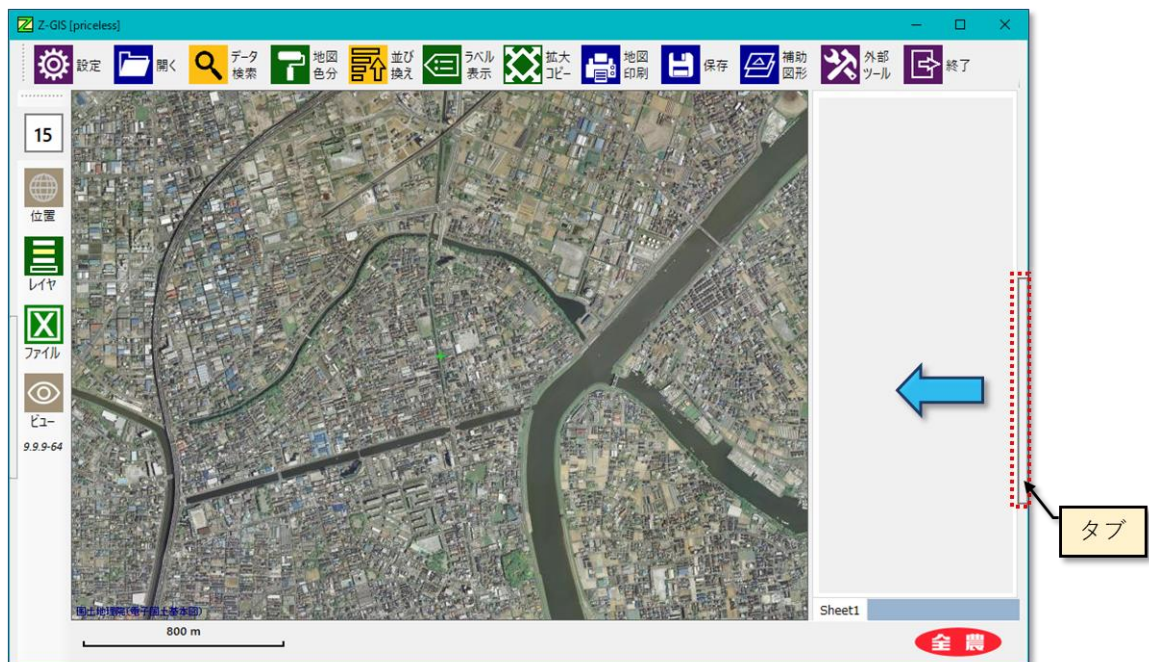 Z-GIS [priceless]
設定
開く
データ
検索
地図
色分
並び
換え
ラベル
表示
拡大
コピー
地図
印刷
保存
補助
図形
外部
ツール
終了
15
位置
レイヤ
ファイル
ビュー
9.9.9-64
タブ
国土地理院(電子国土基本図)
Sheet1
800 m
全農